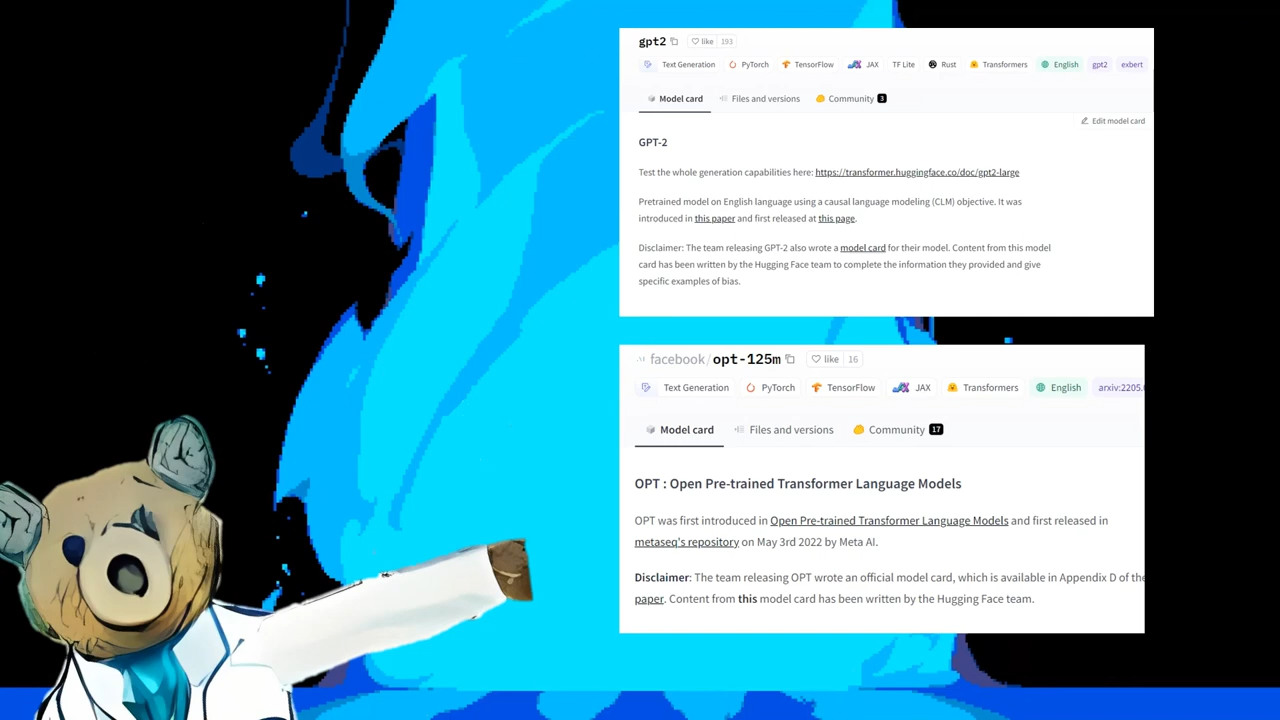 gpt2 like 193
Text Generation PyTorch TensorFlow JAX TF Lite Rust Transformers English gpt2 exbert
Model card Files and versions Community 3
Edit model card
GPT-2
Test the whole generation capabilities here: https://transformer.huggingface.co/doc/gpt2-large
Pretrained model on English language using a causal language modeling (CLM) objective. It was
introduced in this paper and first released at this page.
Disclaimer: The team releasing GPT-2 also wrote a model card for their model. Content from this model
card has been written by the Hugging Face team to complete the information they provided and give
specific examples of bias.
facebook/opt-125m like 16
Text Generation PyTorch TensorFlow JAX Transformers English arxiv:2205.
Model card Files and versions Community 17
OPT : Open Pre-trained Transformer Language Models
OPT was first introduced in Open Pre-trained Transformer Language Models and first released in
metaseq's repository on May 3rd 2022 by Meta AI.
Disclaimer: The team releasing OPT wrote an official model card, which is available in Appendix D of the
paper. Content from this model card has been written by the Hugging Face team.